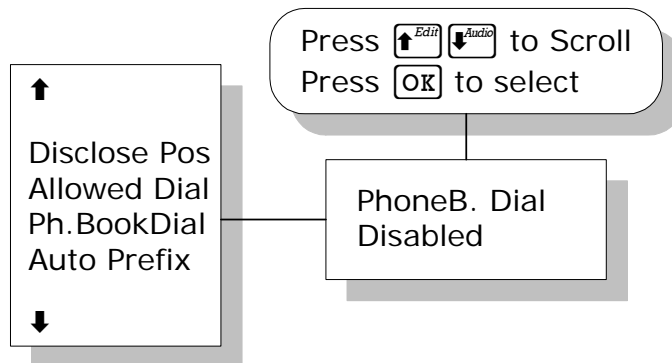 Press Edit Audio to Scroll
Press OK to select
Disclose Pos
Allowed Dial
Ph.BookDial
Auto Prefix
PhoneB. Dial
Disabled